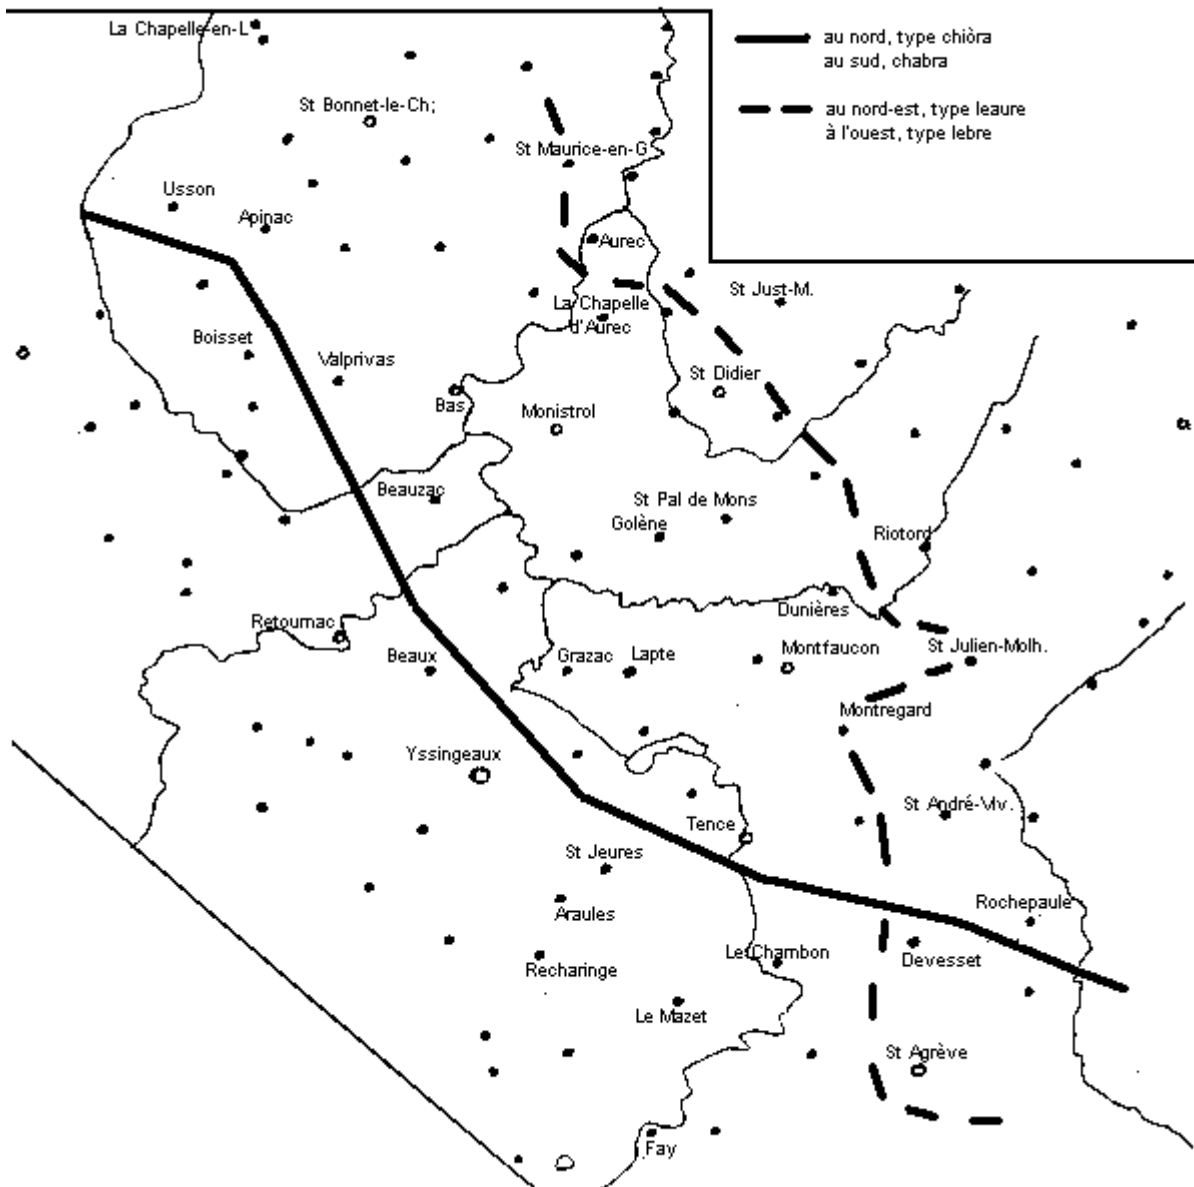 La Chapelle-en-L
au nord, type chiòra
au sud, chabra
au nord-est, type leaure
à l'ouest, type lebre
St Bonnet-le-Ch;
St Maurice-en-G
Usson
Apinac
Aurec
St Just-M.
La Chapelle
d'Aurec
Boisset
Valprivas
St Didier
Bas
Monistrol
Beauzac
St Pal de Mons
Golène
Riotord
Dunières
Retournac
Beaux
Grazac
Lapte
Montfaucon
St Julien-Molh.
Montregard
Yssingeaux
St André-Viv.
Tence
St Jeures
Araules
Rochepaule
Le Chambon
Devesset
Recharinge
Le Mazet
St Agrève
Fay